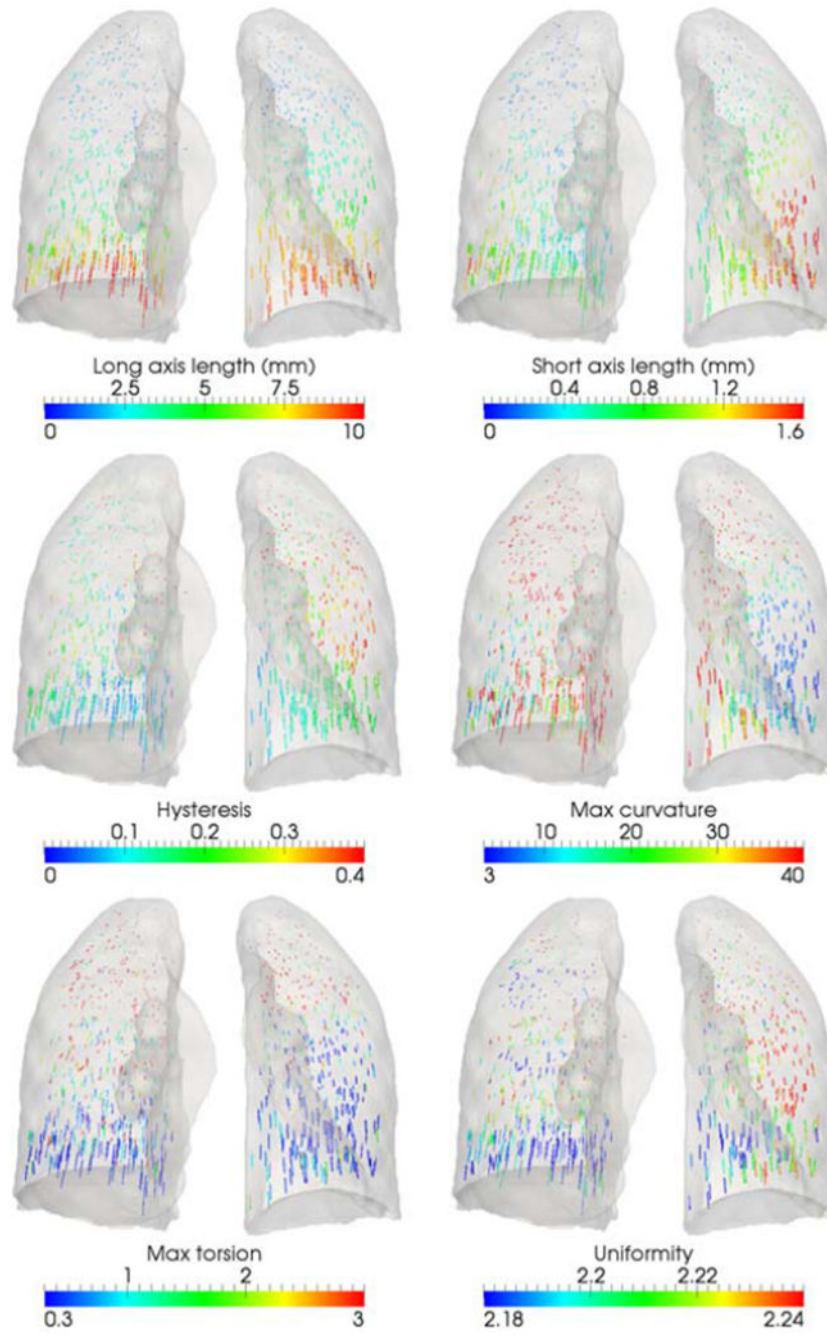 Long axis length (mm)
2.5 5 7.5
0 10
Short axis length (mm)
0.4 0.8 1.2
0 1.6
Hysteresis
0.1 0.2 0.3
0 0.4
Max curvature
10 20 30
3 40
Max torsion
1 2
0.3 3
Uniformity
2.2 2.22
2.18 2.24